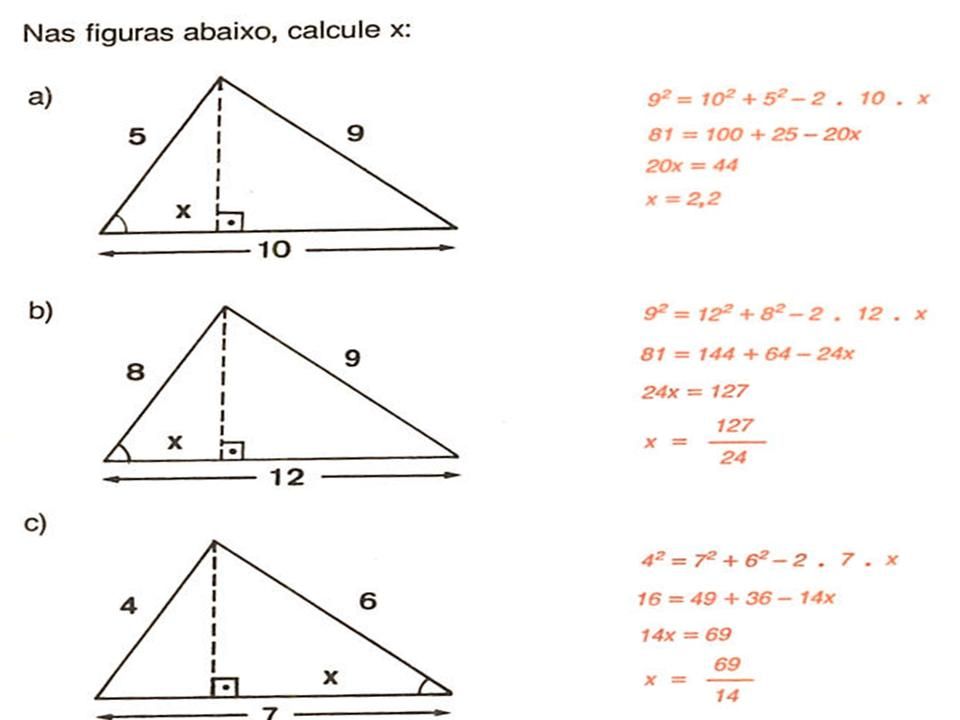 Nas figuras abaixo, calcule x:
a)
5
9
x
10
9² = 10² + 5² – 2 . 10 . x
81 = 100 + 25 – 20x
20x = 44
x = 2,2
b)
8
9
x
12
9² = 12² + 8² – 2 . 12 . x
81 = 144 + 64 – 24x
24x = 127
x = 127/24
c)
4
6
x
7
4² = 7² + 6² – 2 . 7 . x
16 = 49 + 36 – 14x
14x = 69
x = 69/14